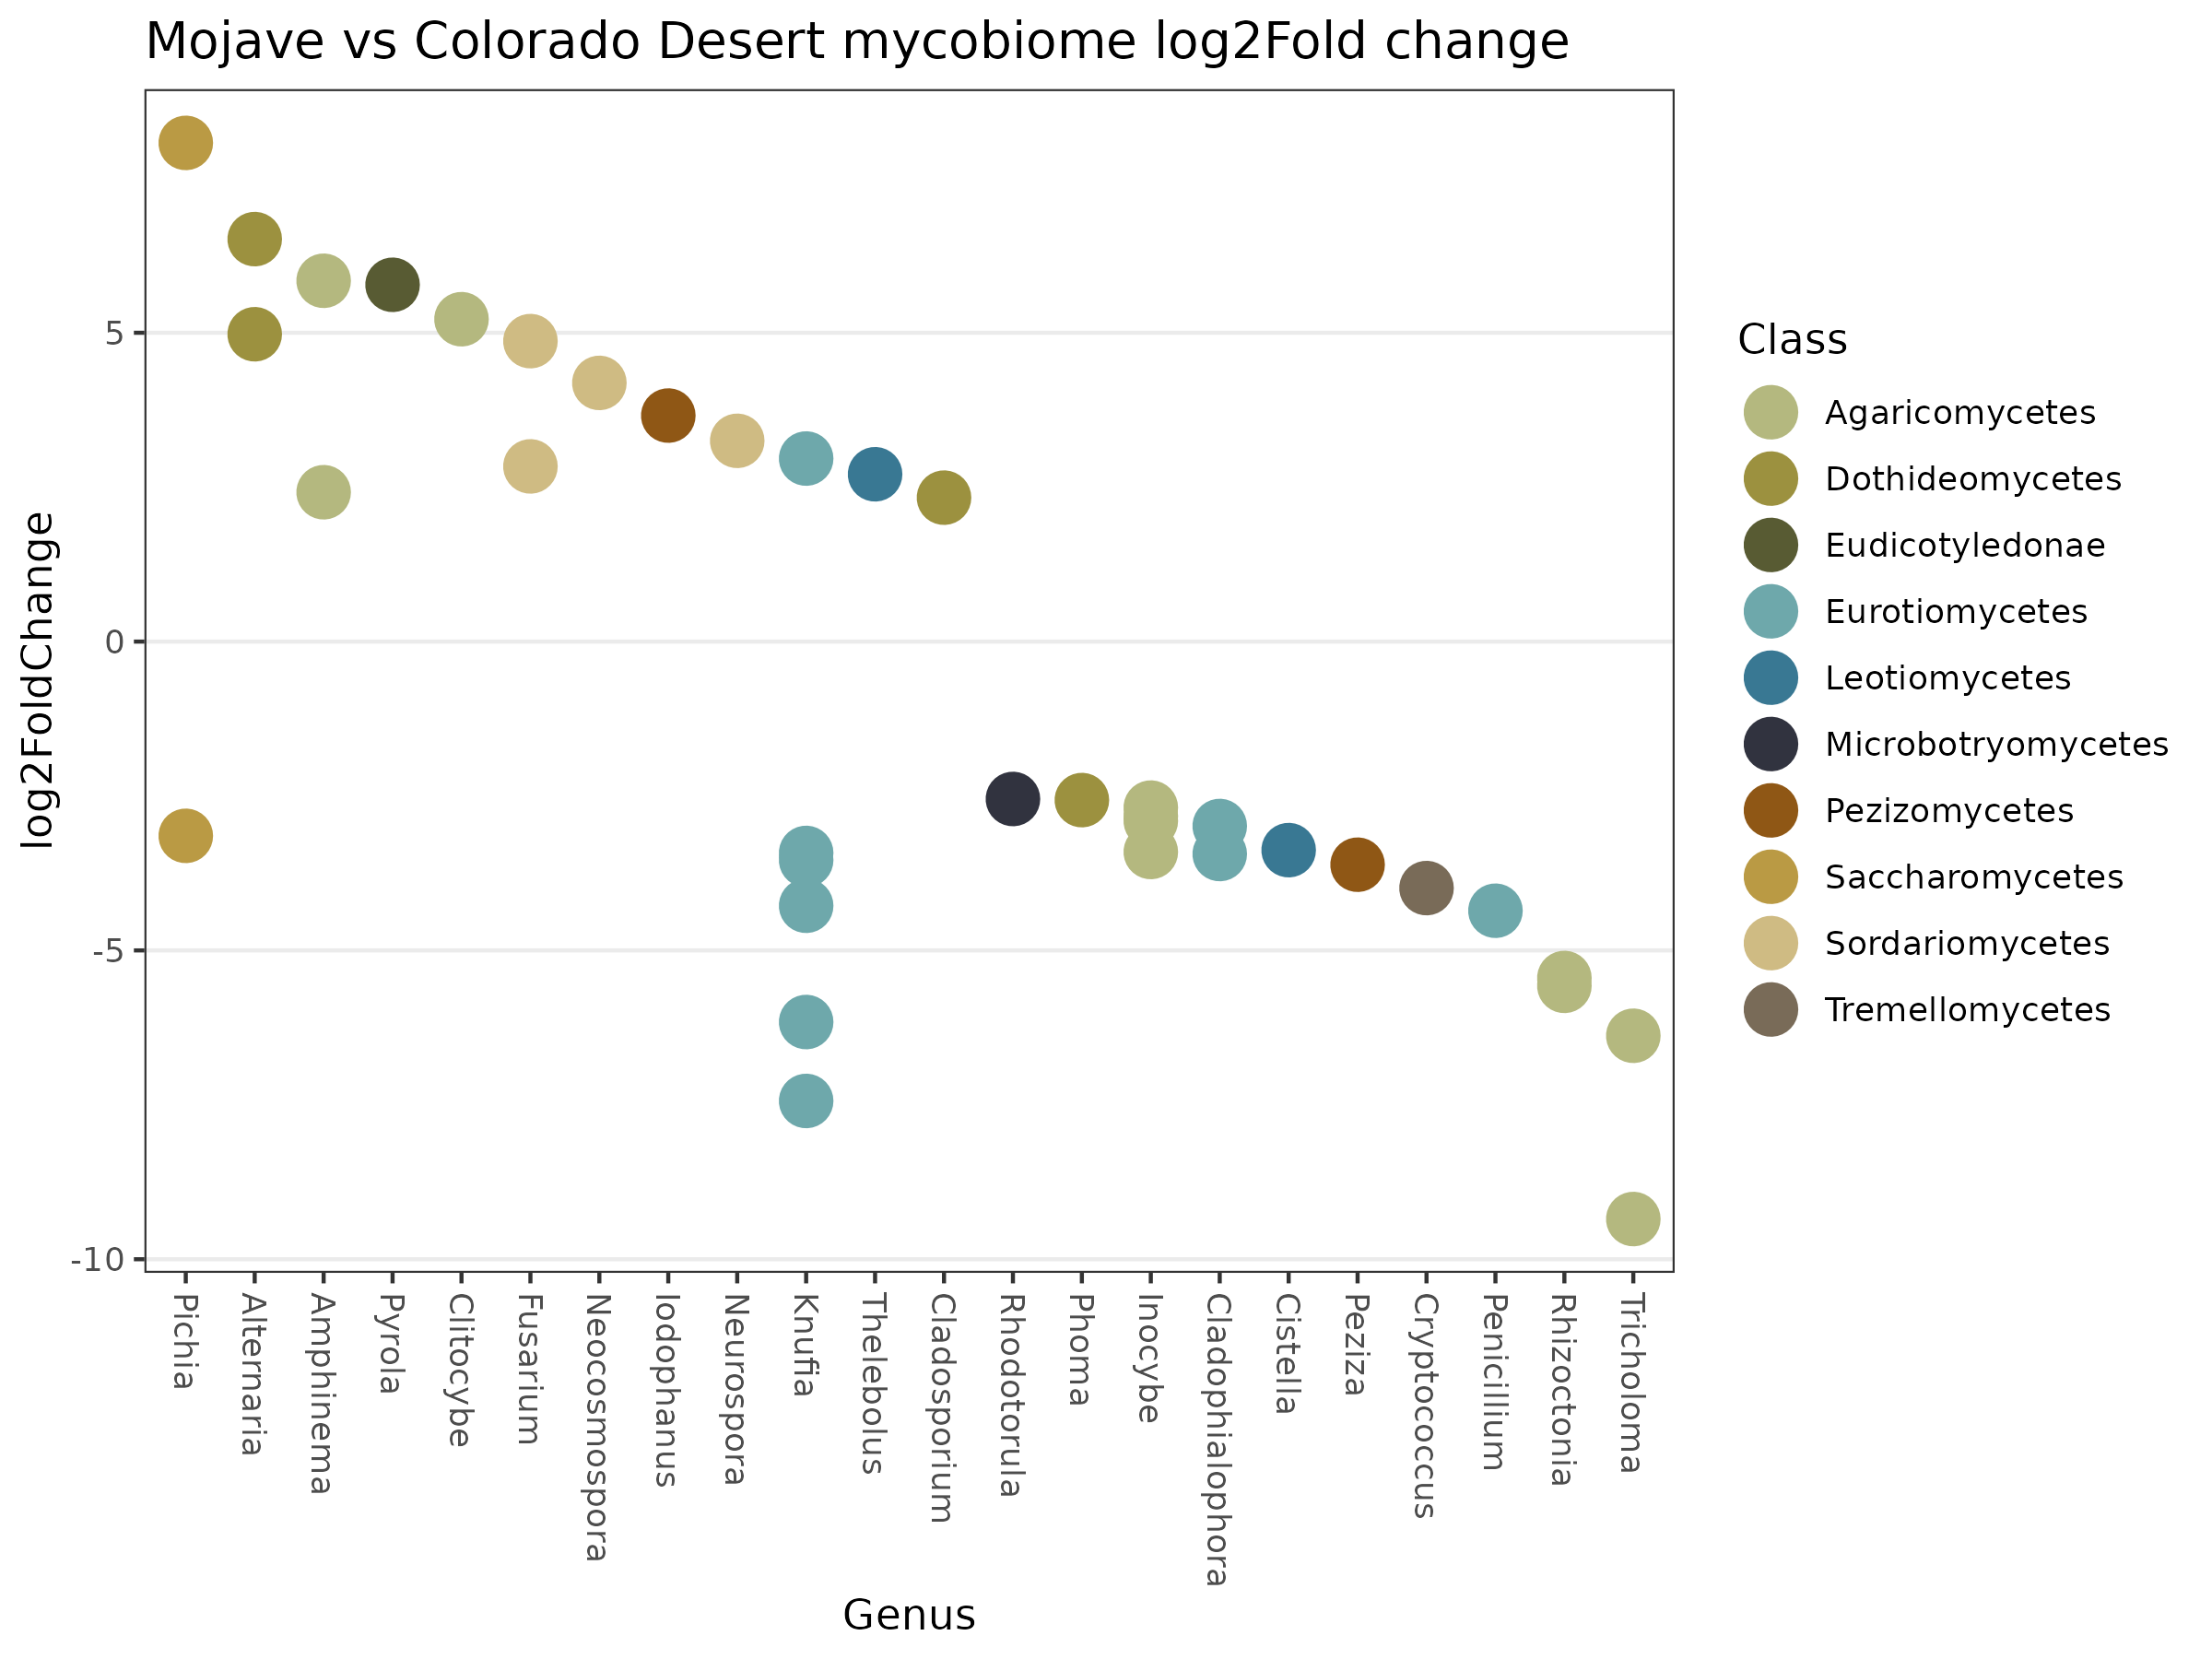 Mojave vs Colorado Desert mycobiome log2Fold change
log2FoldChange
5
0
-5
-10
Pichia
Alternaria
Amphinema
Pyrola
Clitocybe
Fusarium
Neocosmospora
Iodophanus
Neurospora
Knufia
Thelebolus
Cladosporium
Rhodotorula
Phoma
Inocybe
Cladophialophora
Cistella
Peziza
Cryptococcus
Penicillium
Rhizoctonia
Tricholoma
Genus
Class
Agaricomycetes
Dothideomycetes
Eudicotyledonae
Eurotiomycetes
Leotiomycetes
Microbotryomycetes
Pezizomycetes
Saccharomycetes
Sordariomycetes
Tremellomycetes